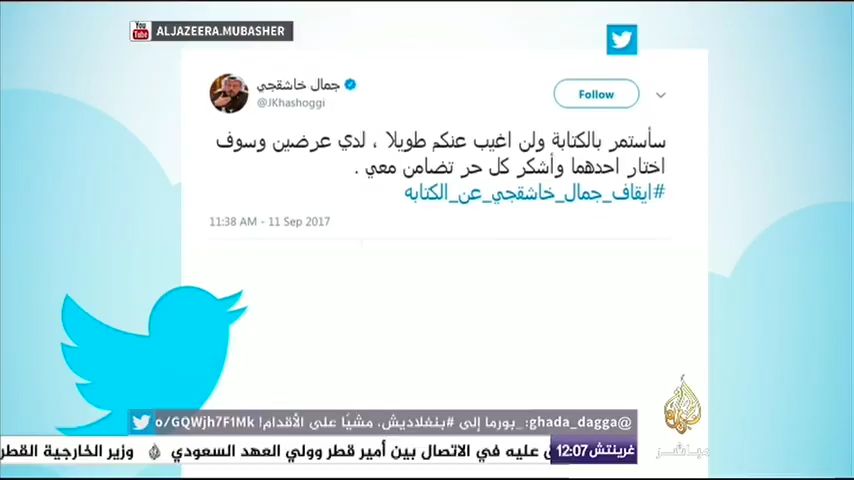 You Tube ALJAZEERA.MUBASHER
جمال خاشقجي
@JKhashoggi
Follow
سأستمر بالكتابة ولن اغيب عنكم طويلا ، لدي عرضين وسوف
اختار احدهما وأشكر كل حر تضامن معي .
#ايقاف_جمال_خاشقجي_عن_الكتابه
11:38 AM - 11 Sep 2017
@ghada_dagga: بورما إلى #بنغلاديش، مشيًا على الأقدام! o/GQWjh7F1Mk
غرينتش 12:07
ق عليه في الاتصال بين أمير قطر وولي العهد السعودي
وزير الخارجية القطر
مباشر